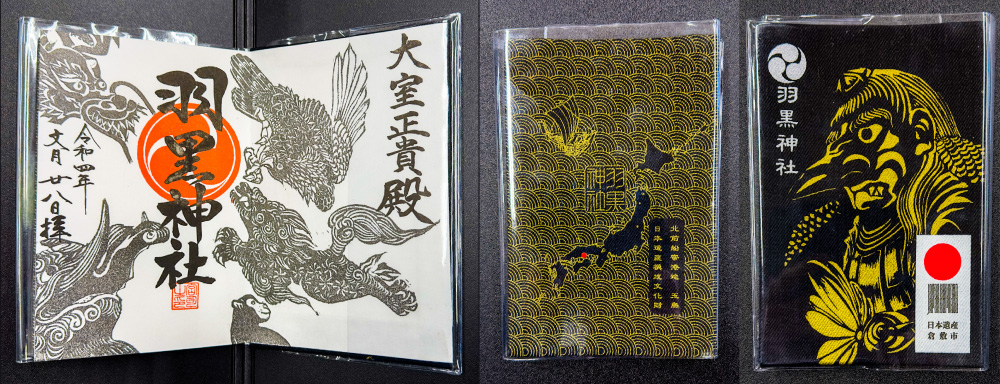 大室正貴殿
羽黒神社
令和四年
文月廿八日
北前船寄港地 玉島
日本遺産構成文化財
羽黒神社
日本遺産
倉敷市